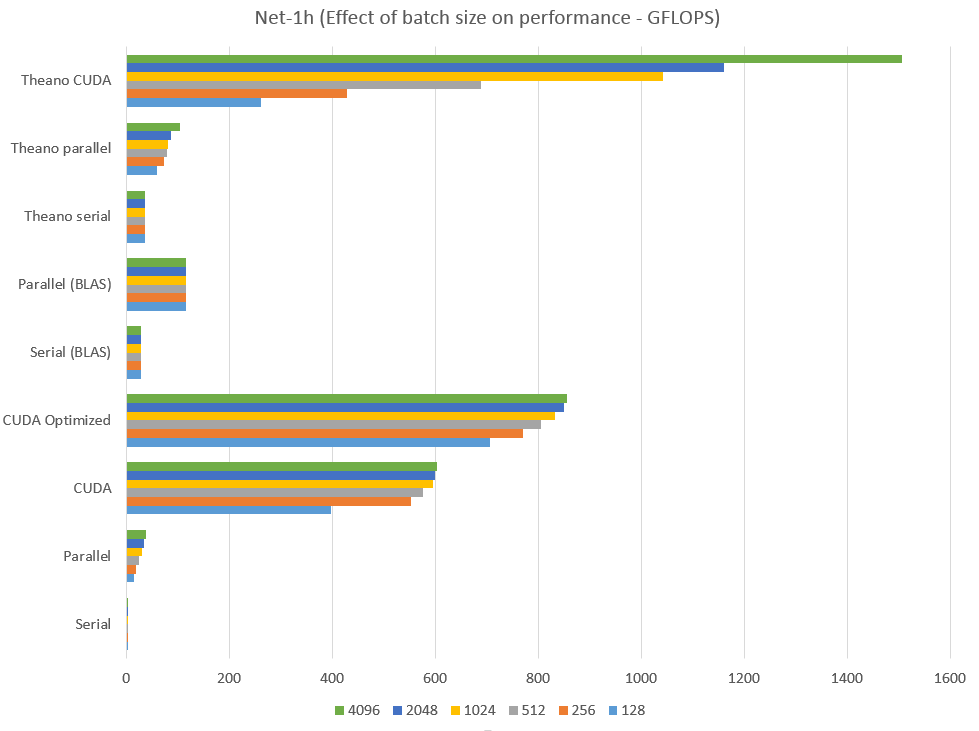 Net-1h (Effect of batch size on performance - GFLOPS)
Theano CUDA
Theano parallel
Theano serial
Parallel (BLAS)
Serial (BLAS)
CUDA Optimized
CUDA
Parallel
Serial
0 200 400 600 800 1000 1200 1400 1600
4096 2048 1024 512 256 128